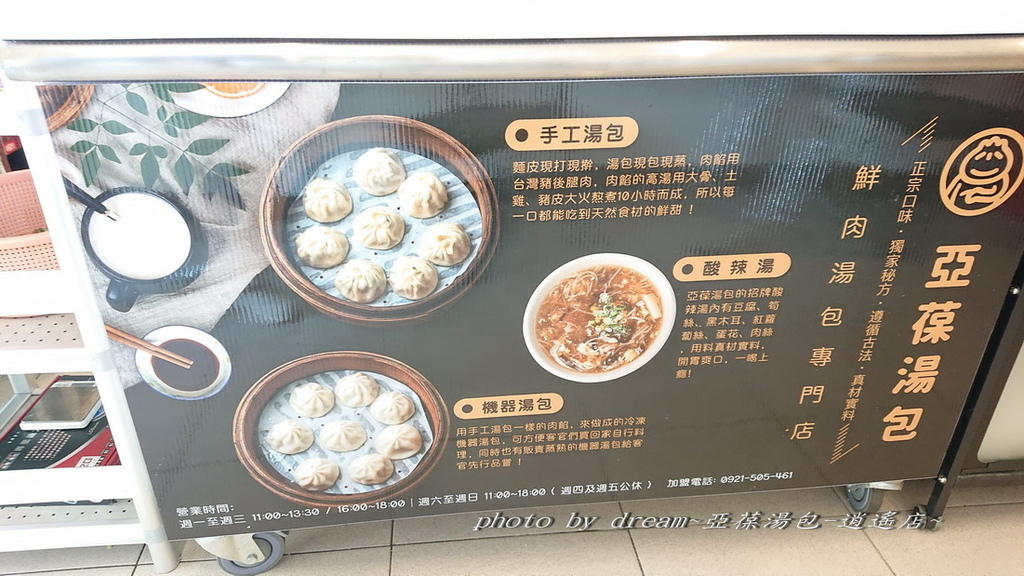 手工湯包
麵皮現打現擀,湯包現包現蒸,肉餡用
台灣豬後腿肉,肉餡的高湯用大骨、土
雞、豬皮大火熬煮10小時而成,所以每
一口都能吃到天然食材的鮮甜!
酸辣湯
亞葆湯包的招牌酸
辣湯內有豆腐、筍
絲、黑木耳、紅蘿
蔔絲、蛋花、肉絲
,用料真材實料,
開胃爽口,一喝上
癮!
機器湯包
用手工湯包一樣的肉餡,來做成的冷凍
機器湯包,可方便客官們買回家自行料
理,同時也有販賣蒸熟的機器湯包給客
官先行品嘗!
亞葆湯包
正宗口味·獨家秘方·遵循古法·真材實料
鮮肉湯包專門店
營業時間:
週一至週三 11:00~13:30 / 16:00~18:00|週六至週日 11:00~18:00 ( 週四及週五公休 ) 加盟電話: 0921-505-461
photo by dream~亞葆湯包-逍遙店~